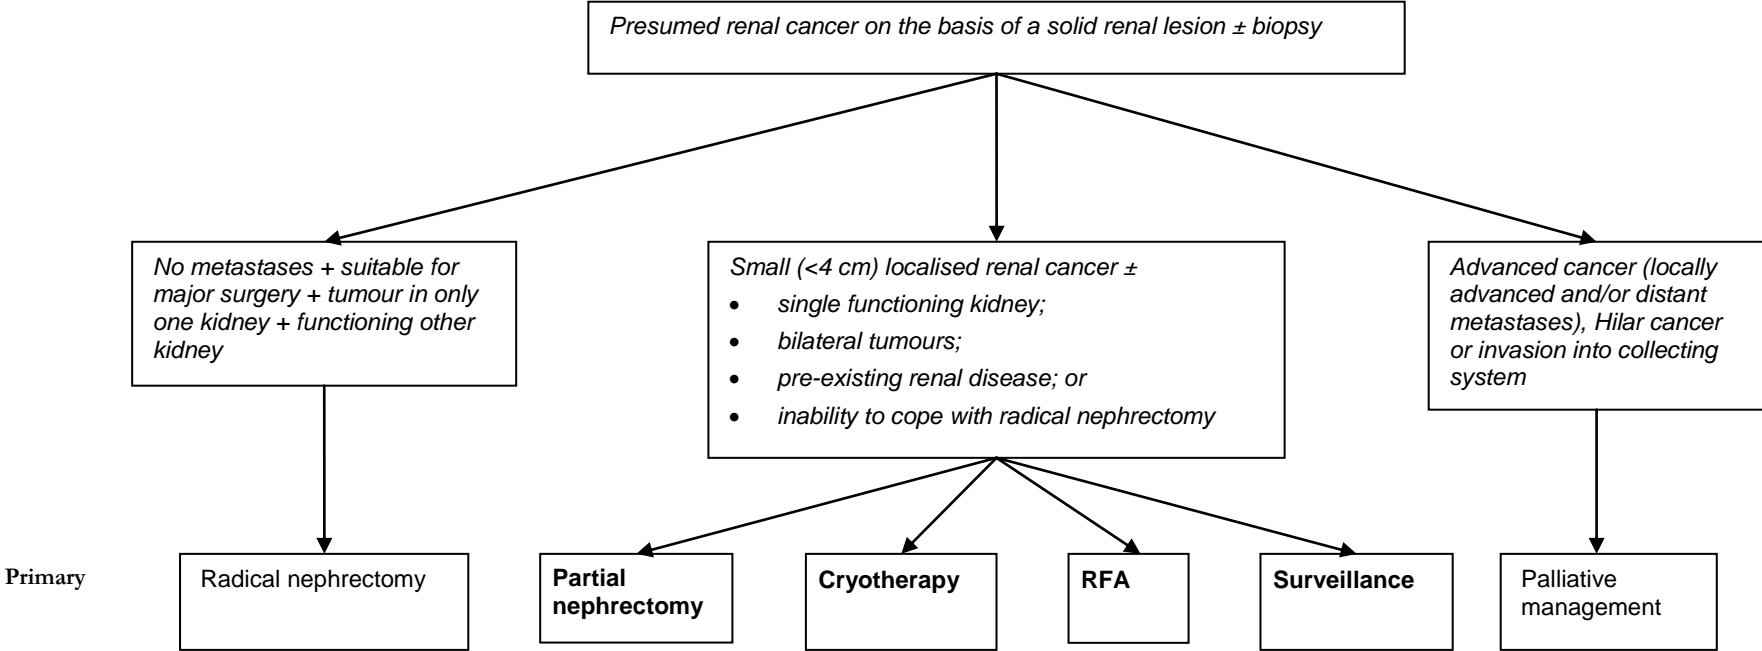 Presumed renal cancer on the basis of a solid renal lesion ± biopsy
No metastases + suitable for
major surgery + tumour in only
one kidney + functioning other
kidney
Small (<4 cm) localised renal cancer ±
• single functioning kidney;
• bilateral tumours;
• pre-existing renal disease; or
• inability to cope with radical nephrectomy
Advanced cancer (locally
advanced and/or distant
metastases), Hilar cancer
or invasion into collecting
system
Primary
Radical nephrectomy
Partial
nephrectomy
Cryotherapy
RFA
Surveillance
Palliative
management